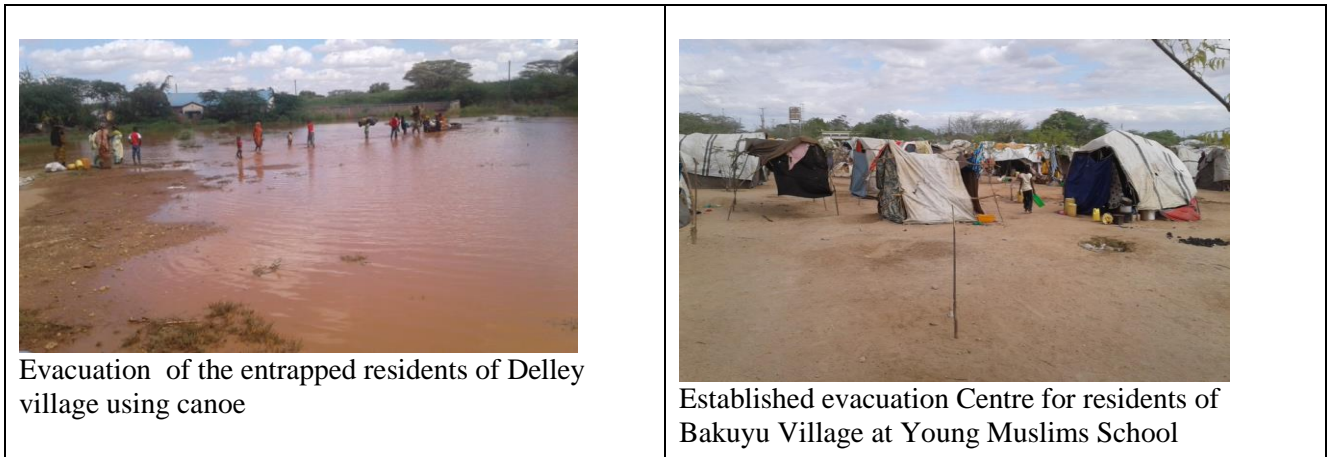 Evacuation of the entrapped residents of Delley
village using canoe
Established evacuation Centre for residents of
Bakuyu Village at Young Muslims School